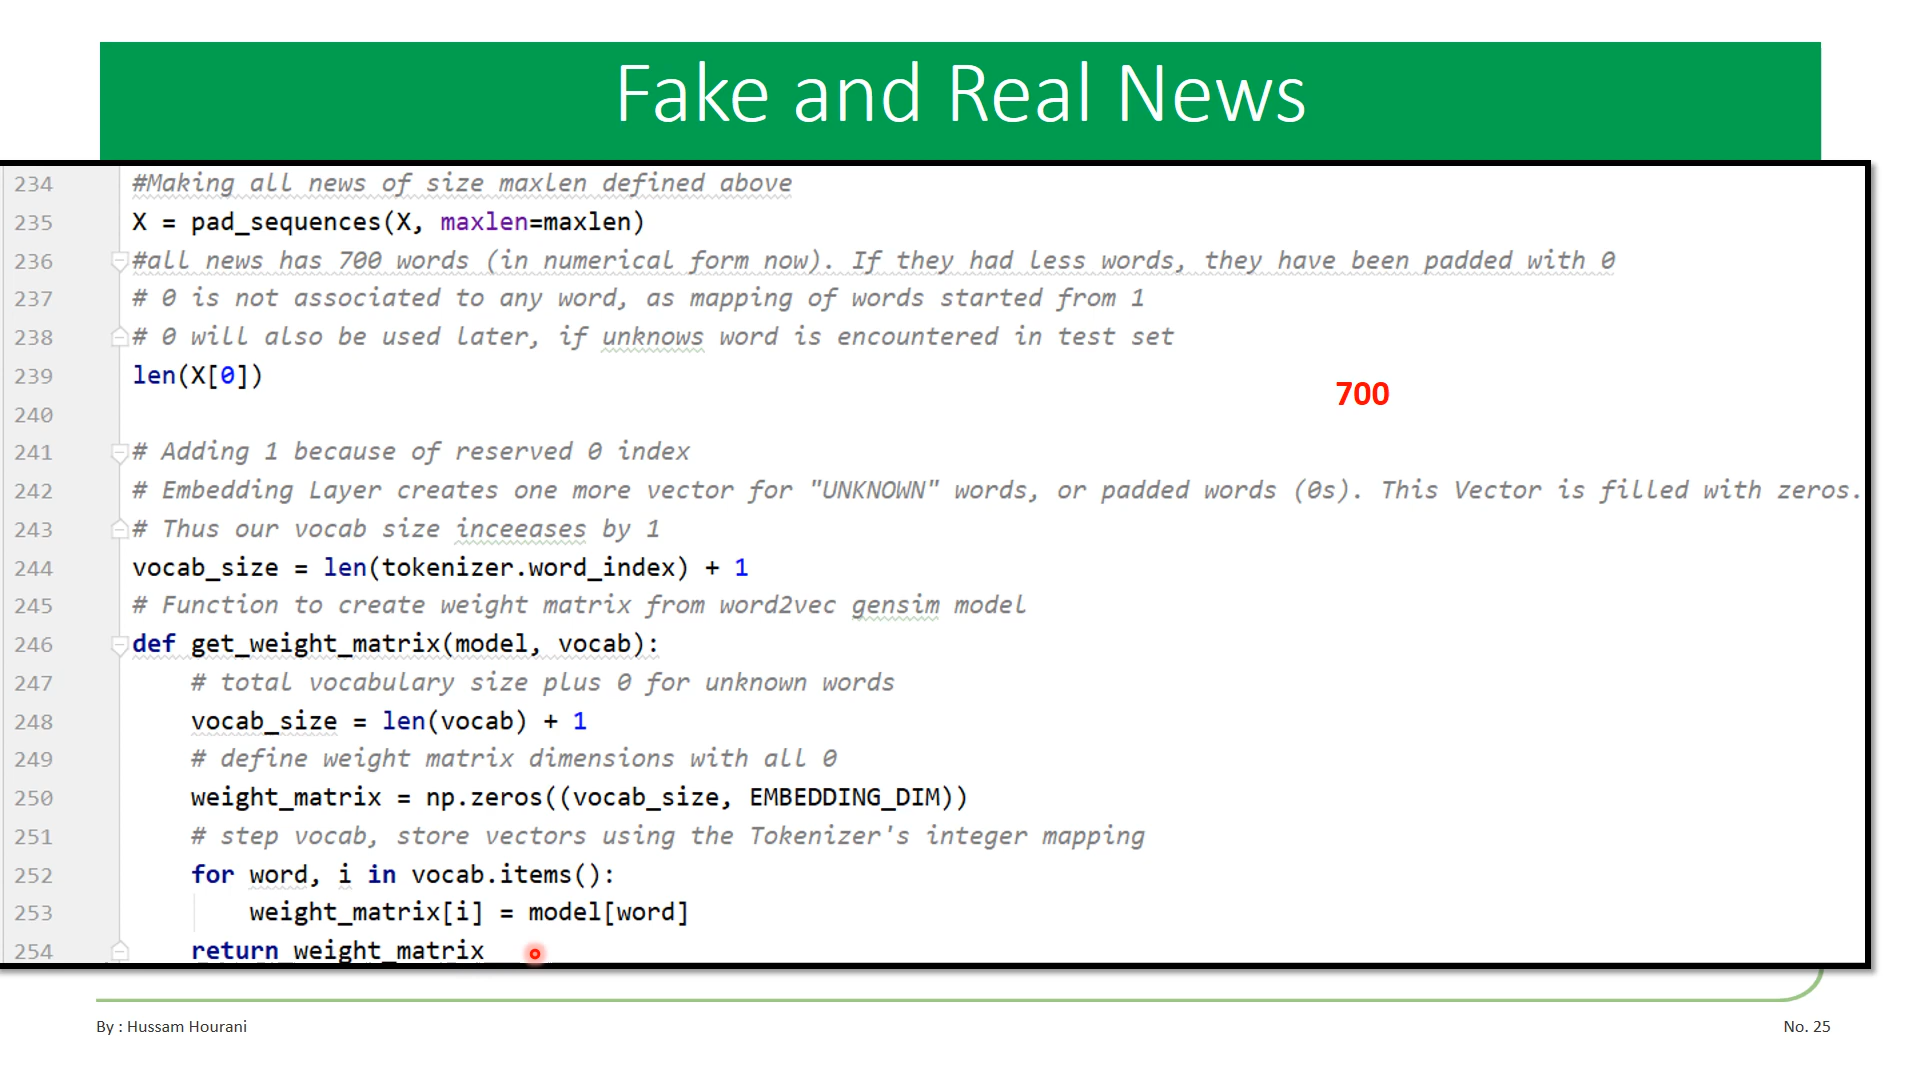 Fake and Real News
234 #Making all news of size maxlen defined above
235 X = pad_sequences(X, maxlen=maxlen)
236 #all news has 700 words (in numerical form now). If they had less words, they have been padded with 0
237 # 0 is not associated to any word, as mapping of words started from 1
238 # 0 will also be used later, if unknows word is encountered in test set
239 len(X[0])
700
240
241 # Adding 1 because of reserved 0 index
242 # Embedding Layer creates one more vector for "UNKNOWN" words, or padded words (0s). This Vector is filled with zeros.
243 # Thus our vocab size inceeases by 1
244 vocab_size = len(tokenizer.word_index) + 1
245 # Function to create weight matrix from word2vec gensim model
246 def get_weight_matrix(model, vocab):
247     # total vocabulary size plus 0 for unknown words
248     vocab_size = len(vocab) + 1
249     # define weight matrix dimensions with all 0
250     weight_matrix = np.zeros((vocab_size, EMBEDDING_DIM))
251     # step vocab, store vectors using the Tokenizer's integer mapping
252     for word, i in vocab.items():
253         weight_matrix[i] = model[word]
254     return weight_matrix
By : Hussam Hourani
No. 25